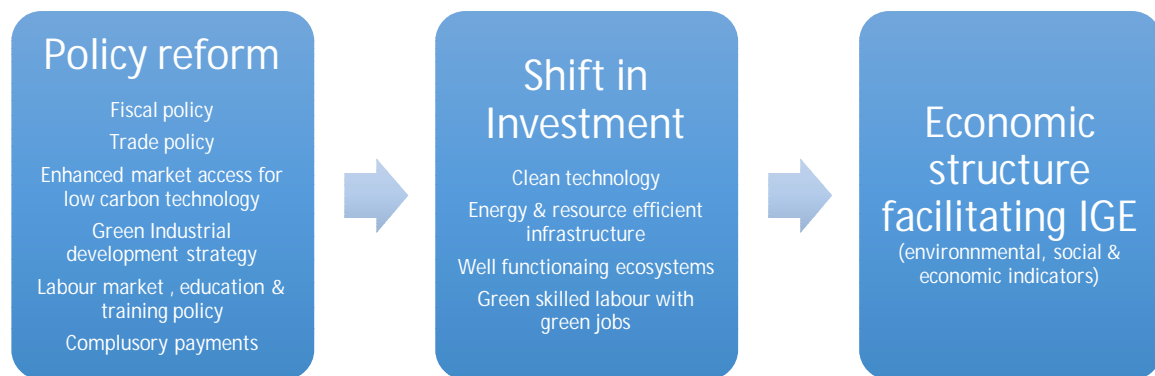 Policy reform
Fiscal policy
Trade policy
Enhanced market access for
low carbon technology
Green Industrial
development strategy
Labour market , education &
training policy
Complusory payments
Shift in
Investment
Clean technology
Energy & resource efficient
infrastructure
Well functionaing ecosystems
Green skilled labour with
green jobs
Economic
structure
facilitating IGE
(environnmental, social &
economic indicators)